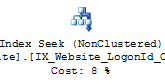 Index Seek (NonClustered)
te].[IX_Website_LogonId_C
Cost: 8 %